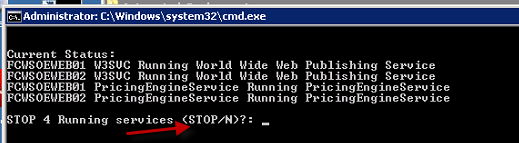 Administrator: C:\Windows\system32\cmd.exe
Current Status:
FCWSOEWEB01 W3SVC Running World Wide Web Publishing Service
FCWSOEWEB02 W3SVC Running World Wide Web Publishing Service
FCWSOEWEB01 PricingEngineService Running PricingEngineService
FCWSOEWEB02 PricingEngineService Running PricingEngineService
STOP 4 Running services (STOP/N)?: _